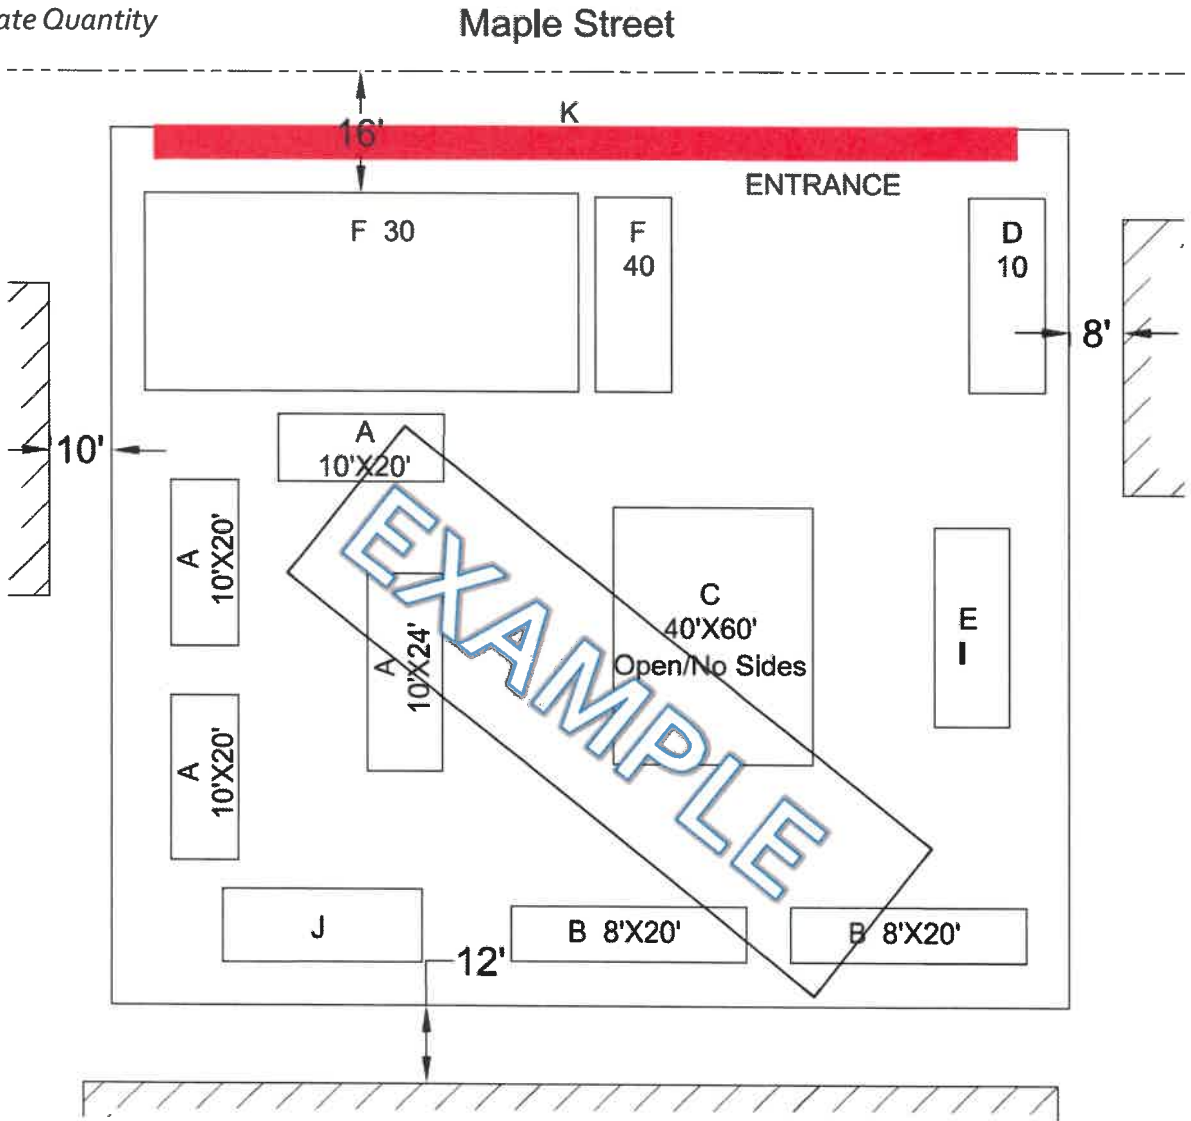 ate Quantity
Maple Street
K
16'
ENTRANCE
F 30
F
40
D
10
8'
10'
A
10'X20'
A
10'X20'
EXAMPLE
C
40'X60'
Open/No Sides
E
I
A
10'X24'
A
10'X20'
J
B 8'X20'
B 8'X20'
12'